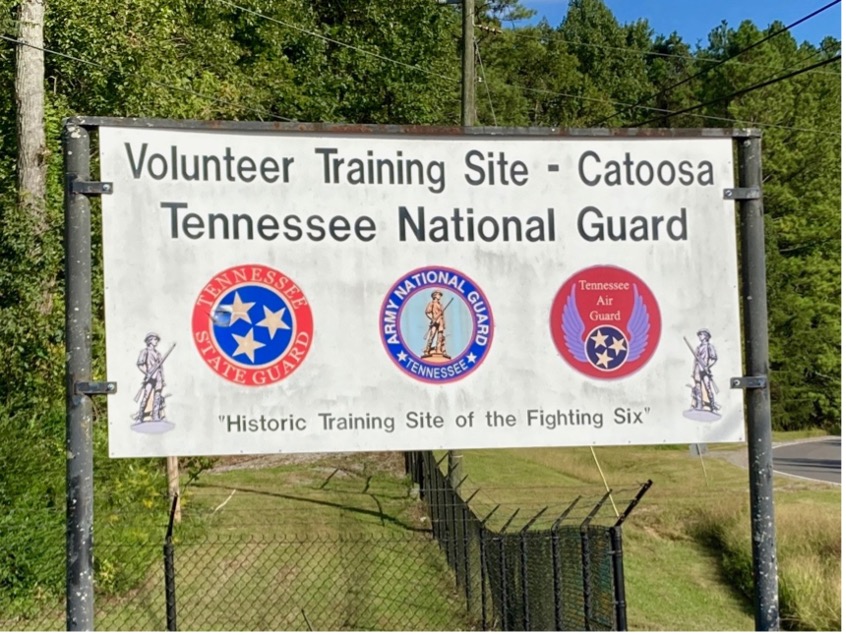 Volunteer Training Site - Catoosa
Tennessee National Guard
TENNESSEE
STATE GUARD
ARMY NATIONAL GUARD
TENNESSEE
Tennessee
Air
Guard
"Historic Training Site of the Fighting Six"